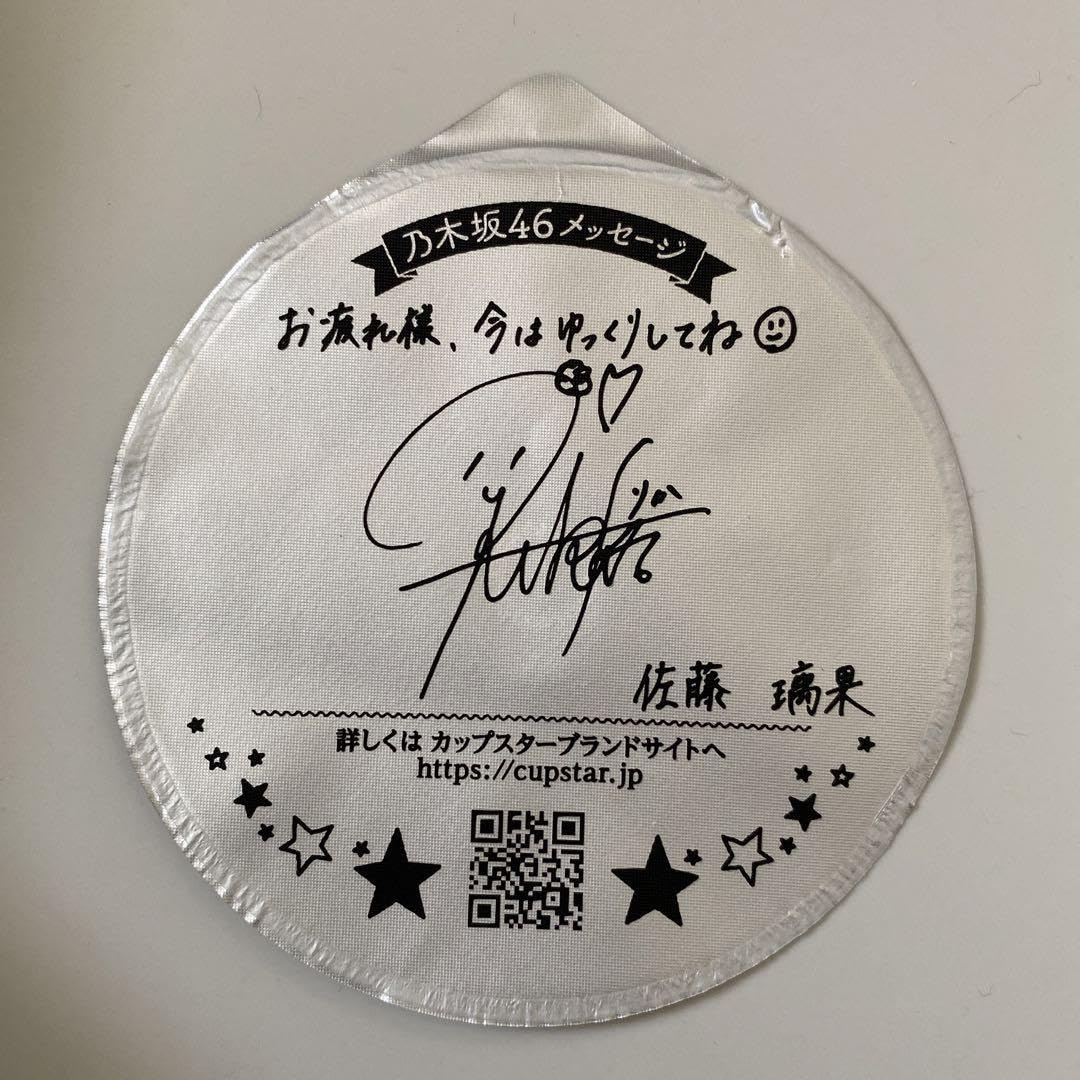 乃木坂46メッセージ
お疲れ様、今はゆっくりしてね
佐藤 璃果
詳しくは カップスターブランドサイトへ
https://cupstar.jp